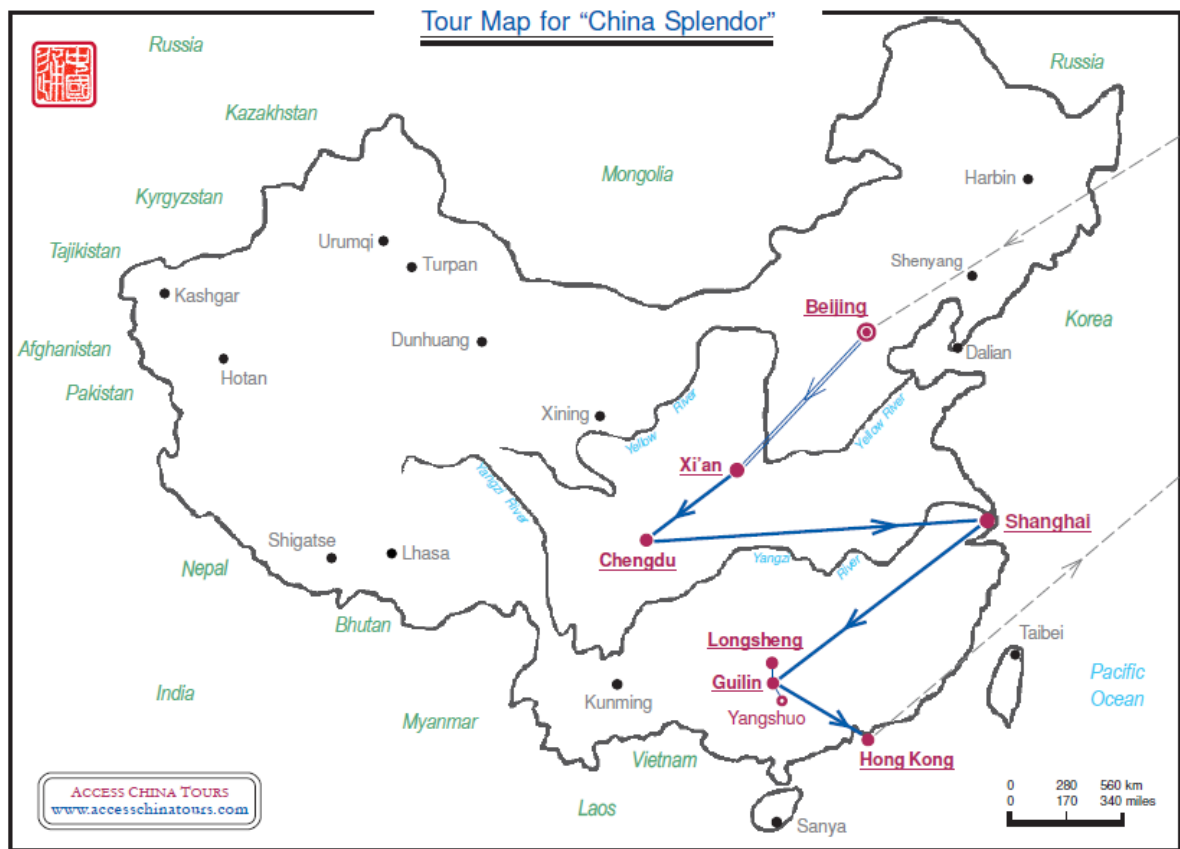 Tour Map for “China Splendor”
Russia
Russia
Kazakhstan
Mongolia
Harbin
Kyrgyzstan
Urumqi
Tajikistan
Turpan
Shenyang
Kashgar
Beijing
Korea
Dunhuang
Afghanistan
Dalian
Hotan
Pakistan
Xining
Yellow River
Yellow River
Xi’an
Yangzi River
Shanghai
Shigatse
Lhasa
Chengdu
Yangzi River
Nepal
Bhutan
Taibei
Longsheng
Guilin
Pacific
Ocean
India
Kunming
Yangshuo
Myanmar
Vietnam
Hong Kong
ACCESS CHINA TOURS
www.accesschinatours.com
Laos
0 280 560 km
0 170 340 miles
Sanya